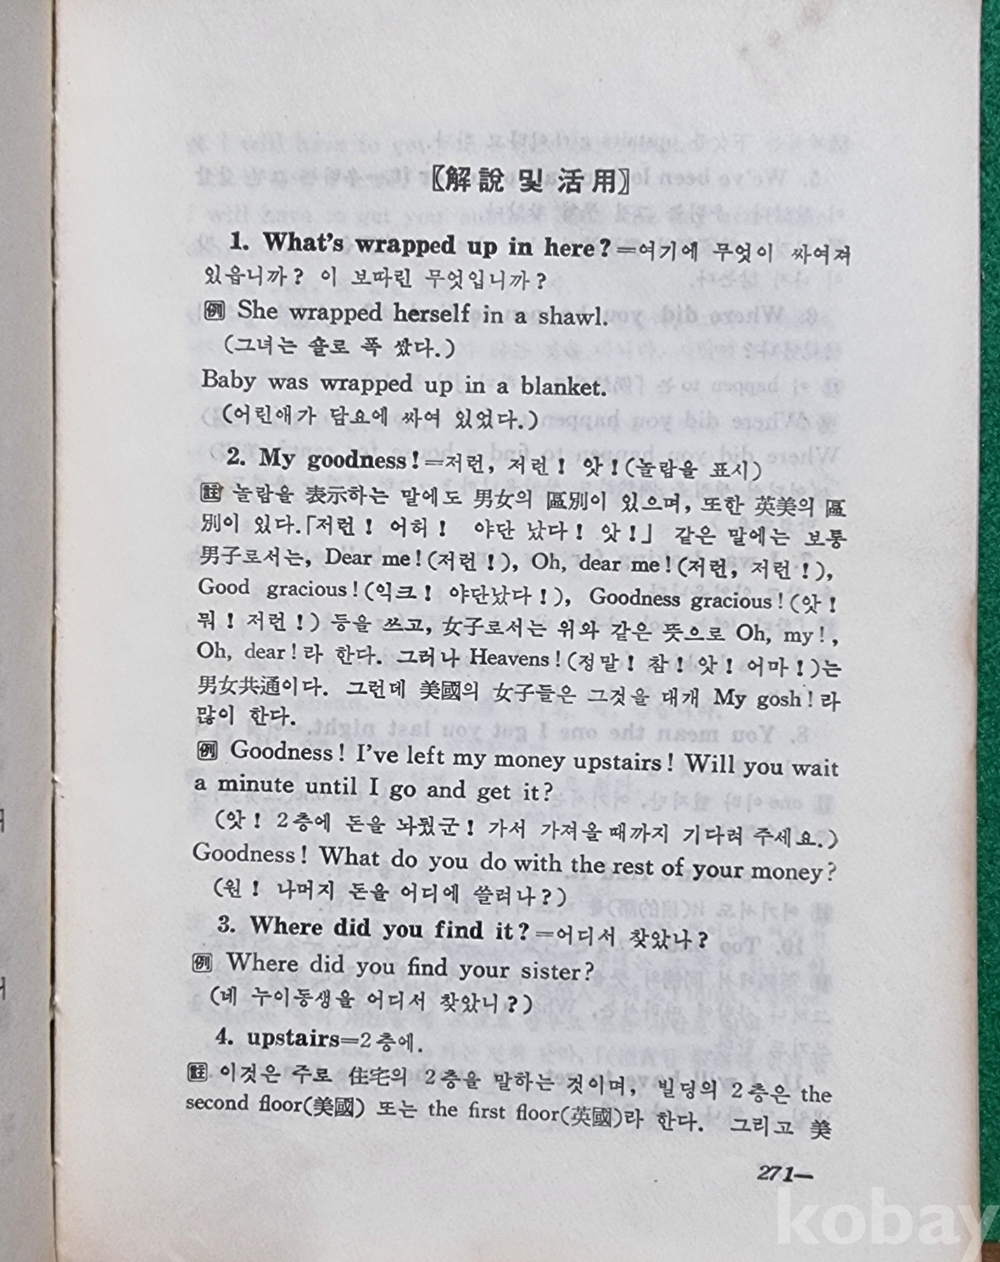 〖解說 및 活用〗
1. What's wrapped up in here?=여기에 무엇이 싸여져
있읍니까? 이 보따린 무엇입니까?
例 She wrapped herself in a shawl.
(그녀는 숄로 폭 쌌다.)
Baby was wrapped up in a blanket.
(어린애가 담요에 싸여 있었다.)
2. My goodness!=저런, 저런! 앗!(놀람을 표시)
註 놀람을 表示하는 말에도 男女의 區別이 있으며, 또한 英美의 區
別이 있다.「저런! 어허! 야단 났다! 앗!」 같은 말에는 보통
男子로서는, Dear me!(저런!), Oh, dear me!(저런, 저런!),
Good gracious!(익크! 야단났다!), Goodness gracious!(앗!
뭐! 저런!) 등을 쓰고, 女子로서는 위와 같은 뜻으로 Oh, my!,
Oh, dear!라 한다. 그러나 Heavens!(정말! 참! 앗! 어마!)는
男女共通이다. 그런데 美國의 女子들은 그것을 대개 My gosh!라
많이 한다.
例 Goodness! I've left my money upstairs! Will you wait
a minute until I go and get it?
(앗! 2층에 돈을 놔뒀군! 가서 가져올때까지 기다려 주세요.)
Goodness! What do you do with the rest of your money?
(원! 나머지 돈을 어디에 쓸려나?)
3. Where did you find it?=어디서 찾았나?
例 Where did you find your sister?
(네 누이동생을 어디서 찾았니?)
4. upstairs=2층에.
註 이것은 주로 住宅의 2층을 말하는 것이며, 빌딩의 2층은 the
second floor(美國) 또는 the first floor(英國)라 한다. 그리고 美
271—
kobay